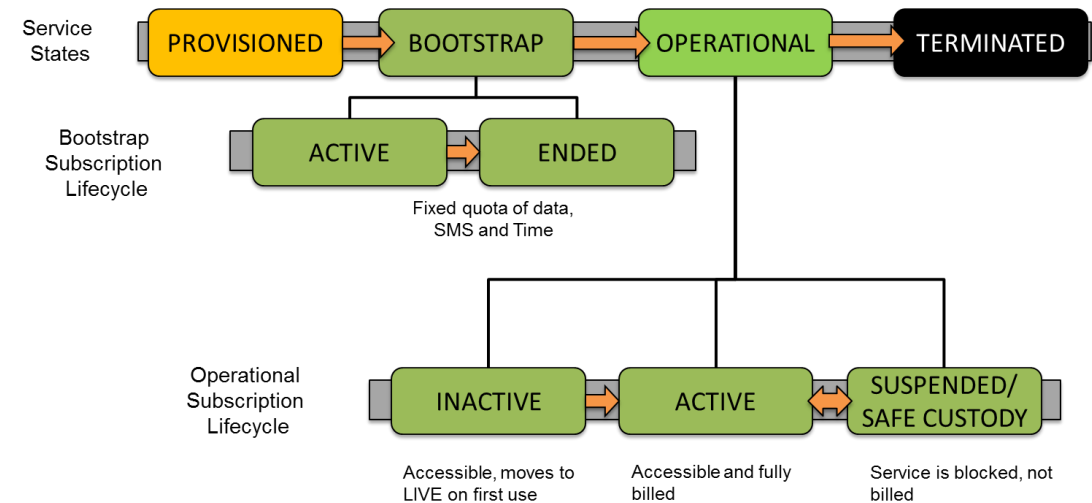 Service
States
PROVISIONED
BOOTSTRAP
OPERATIONAL
TERMINATED
Bootstrap
Subscription
Lifecycle
ACTIVE
ENDED
Fixed quota of data,
SMS and Time
Operational
Subscription
Lifecycle
INACTIVE
ACTIVE
SUSPENDED/
SAFE CUSTODY
Accessible, moves to
LIVE on first use
Accessible and fully
billed
Service is blocked, not
billed